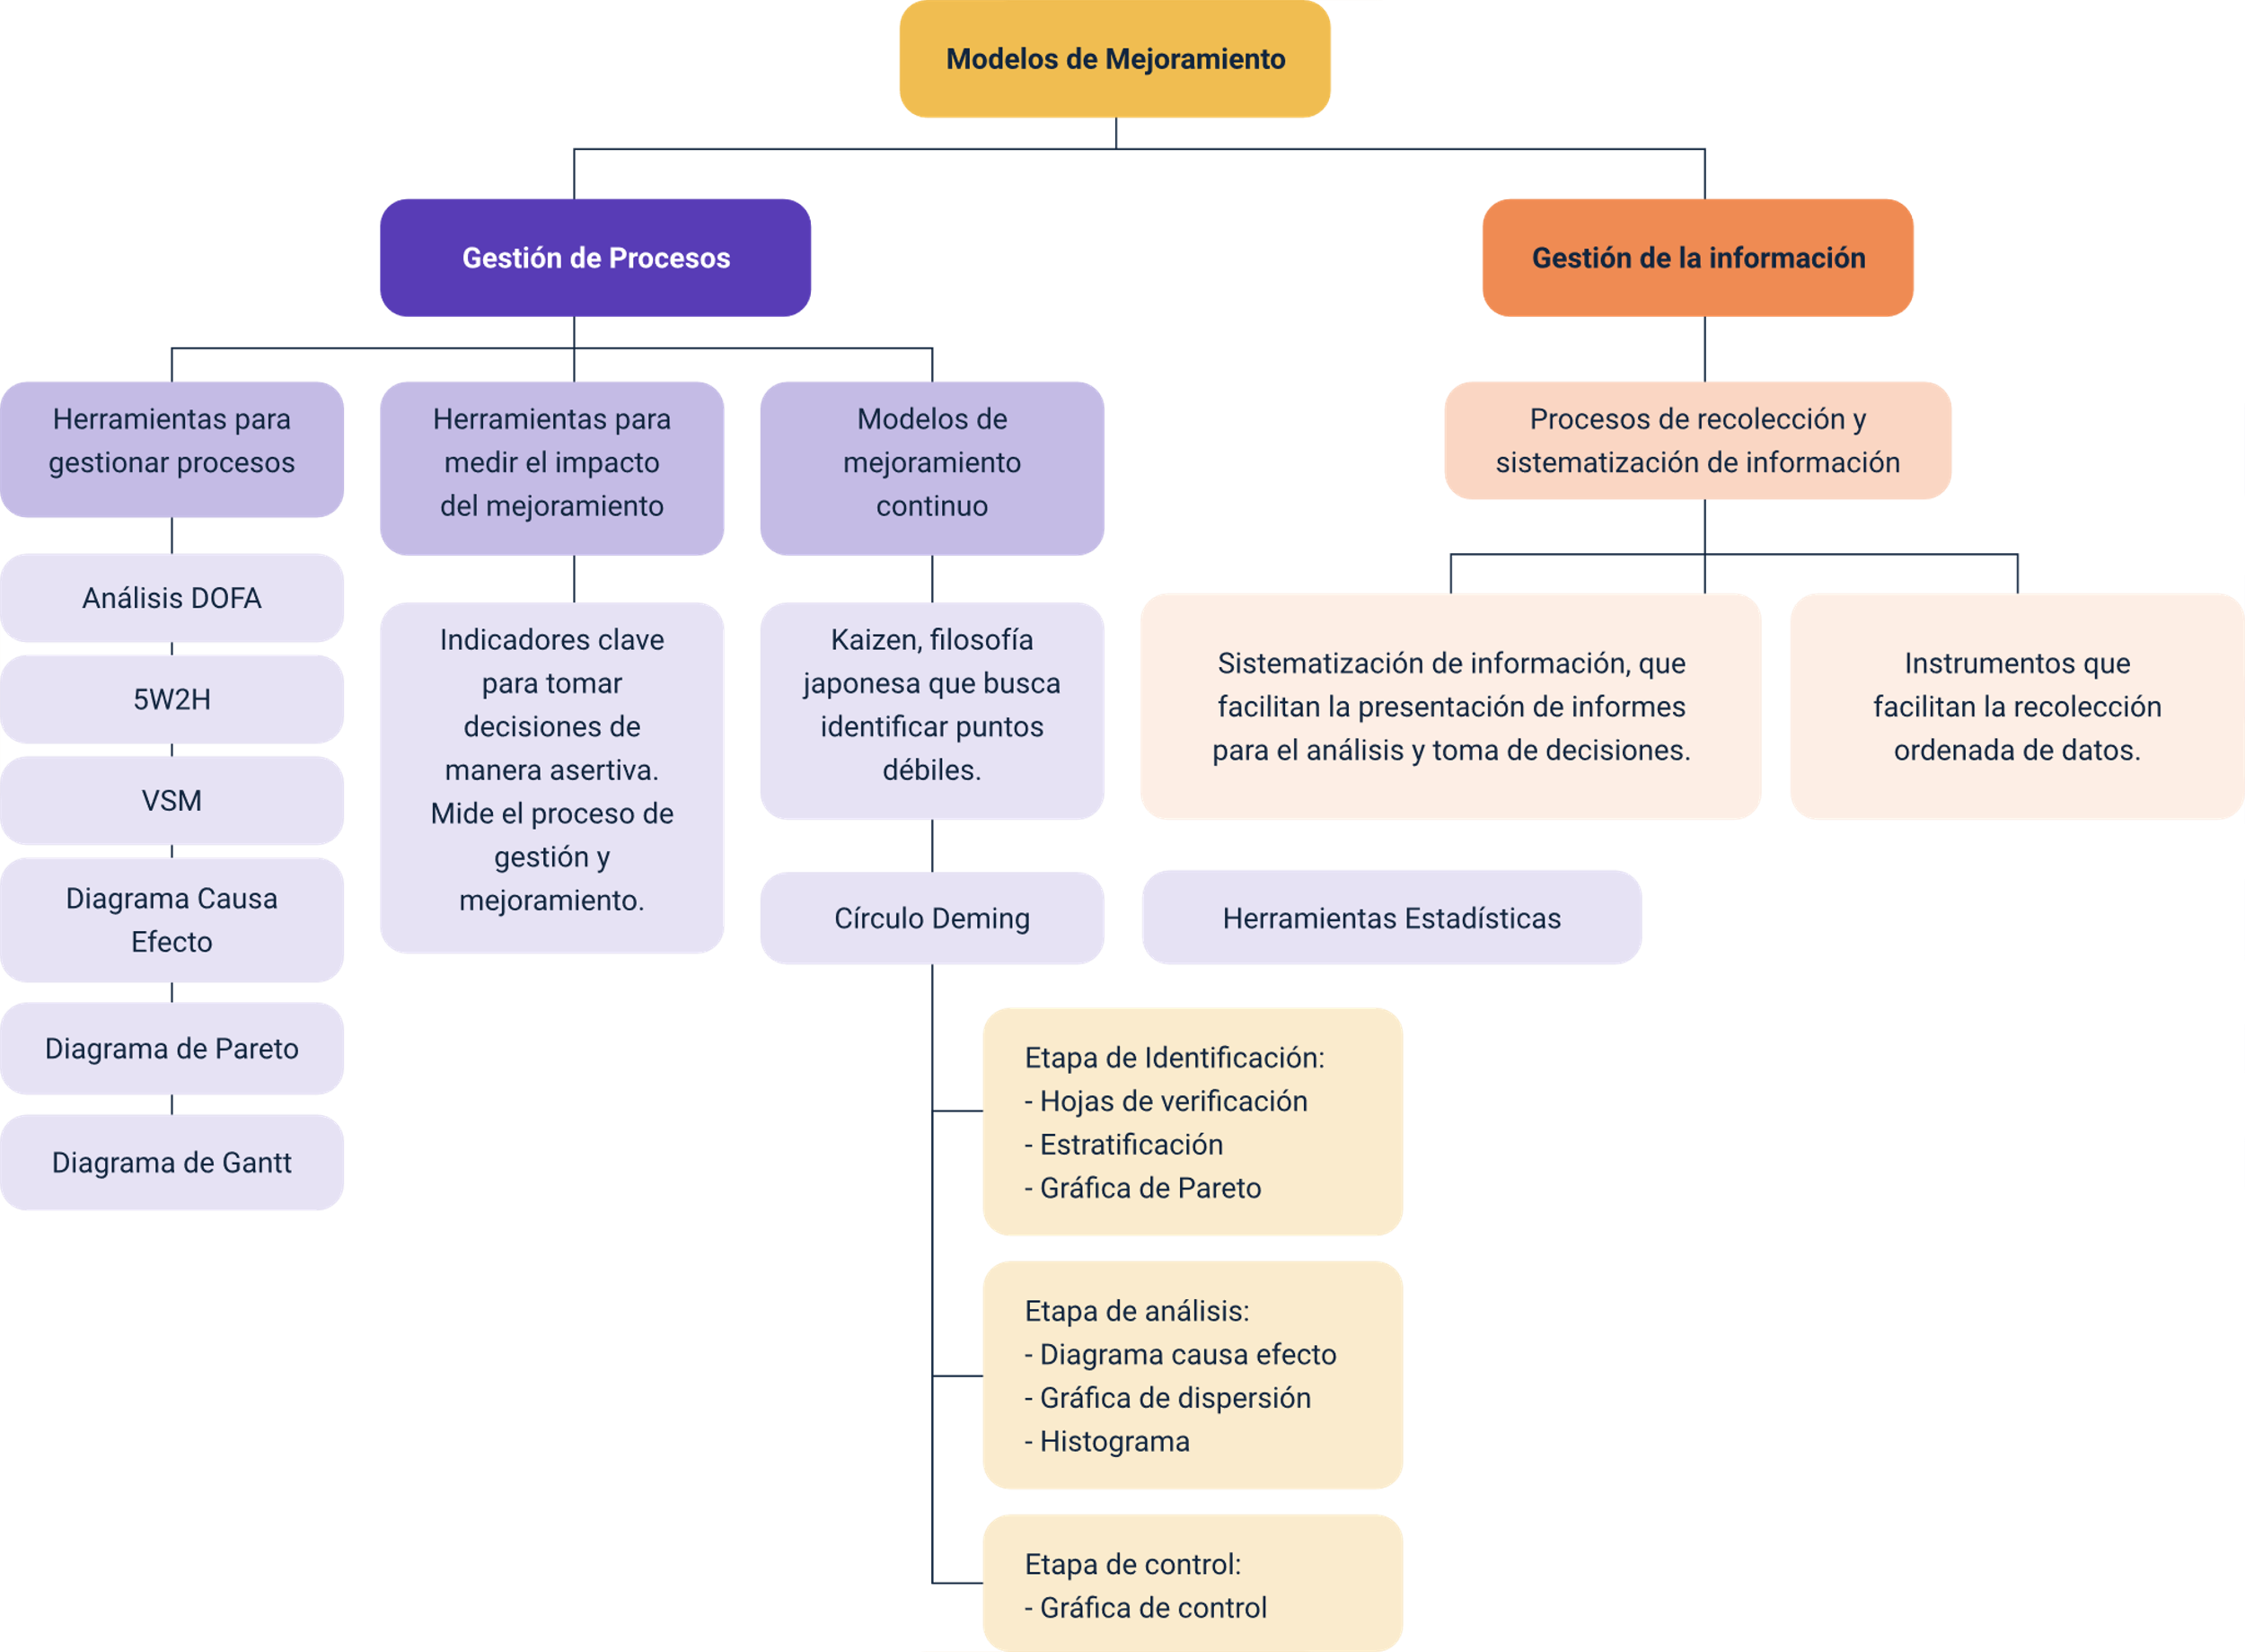 Modelos de Mejoramiento
Gestión de Procesos
Gestión de la información
Herramientas para
gestionar procesos
Análisis DOFA
5W2H
VSM
Diagrama Causa
Efecto
Diagrama de Pareto
Diagrama de Gantt
Herramientas para
medir el impacto
del mejoramiento
Indicadores clave
para tomar
decisiones de
manera asertiva.
Mide el proceso de
gestión y
mejoramiento.
Modelos de
mejoramiento
continuo
Kaizen, filosofía
japonesa que busca
identificar puntos
débiles.
Círculo Deming
Herramientas Estadísticas
Etapa de Identificación:
- Hojas de verificación
- Estratificación
- Gráfica de Pareto
Etapa de análisis:
- Diagrama causa efecto
- Gráfica de dispersión
- Histograma
Etapa de control:
- Gráfica de control
Procesos de recolección y
sistematización de información
Sistematización de información, que
facilitan la presentación de informes
para el análisis y toma de decisiones.
Instrumentos que
facilitan la recolección
ordenada de datos.